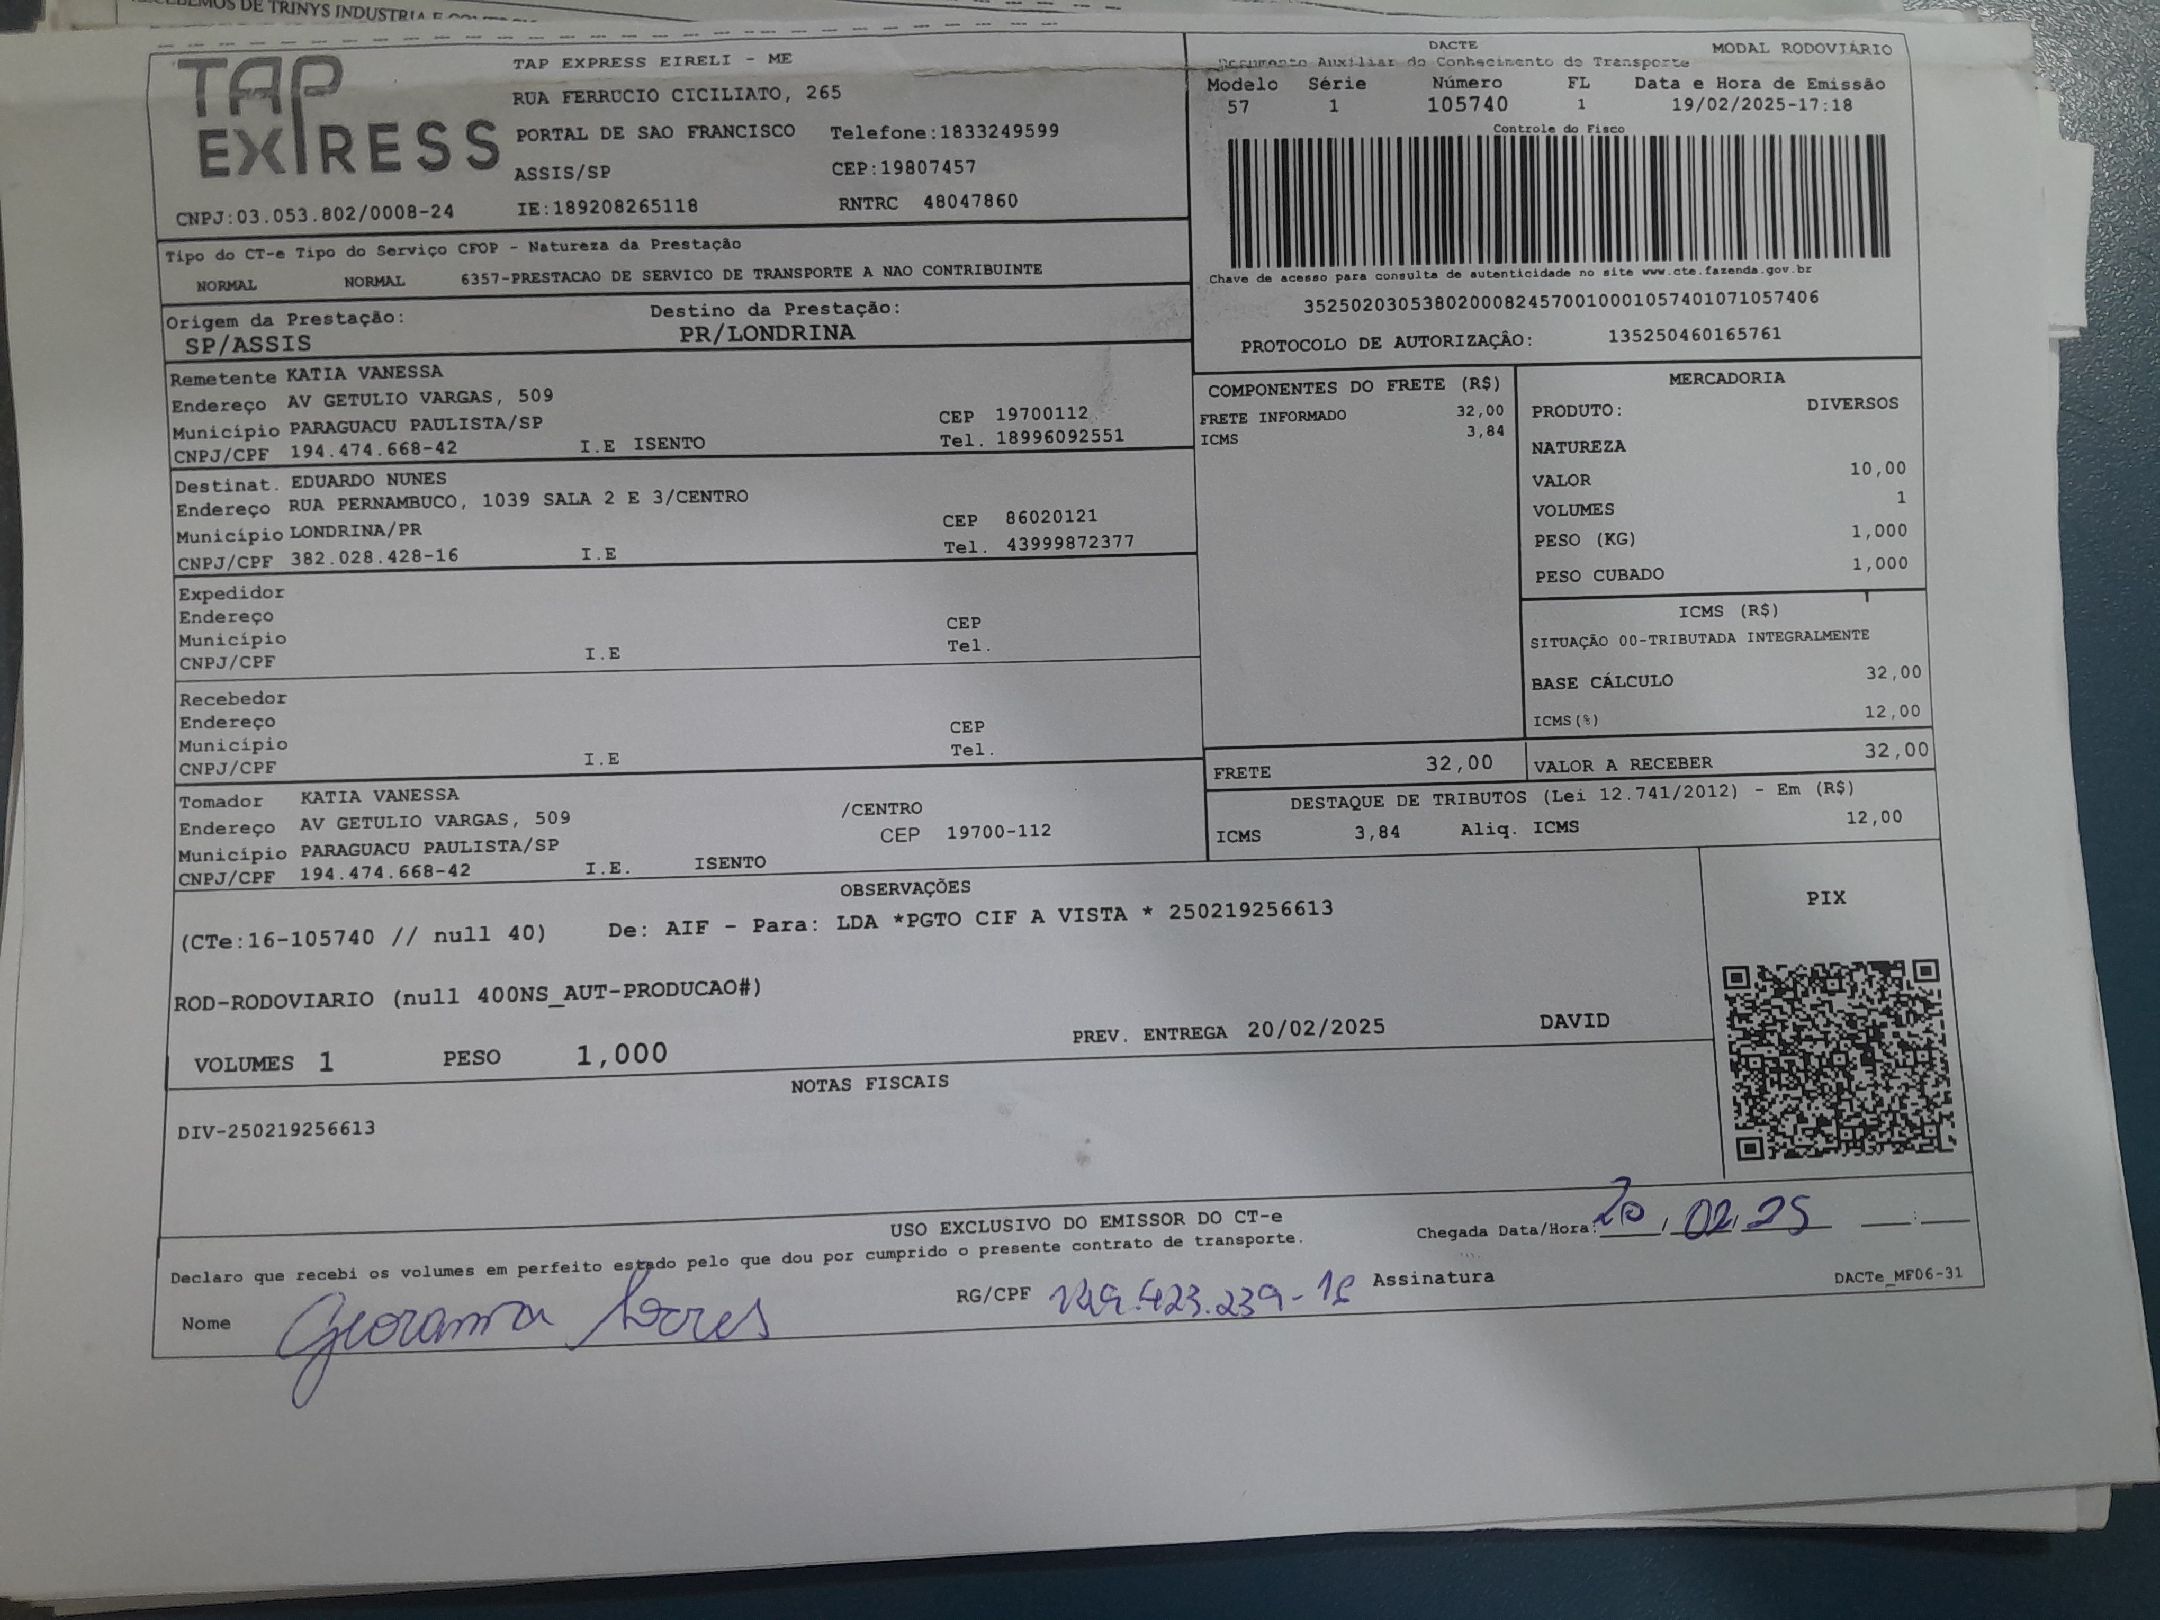 DE TRINYS INDUSTRIA E
TAP EXPRESS
TAP EXPRESS EIRELI - ME
RUA FERRUCIO CICILIATO, 265
PORTAL DE SAO FRANCISCO Telefone:1833249599
ASSIS/SP CEP:19807457
CNPJ:03.053.802/0008-24 IE:189208265118 RNTRC 48047860
DACTE MODAL RODOVIÁRIO
Documento Auxiliar do Conhecimento do Transporte
Modelo Série Número FL Data e Hora de Emissão
57 1 105740 1 19/02/2025-17:18
Controle do Fisco
Chave de acesso para consulta de autenticidade no site www.cte.fazenda.gov.br
35250203053802000824570010001057401071057406
PROTOCOLO DE AUTORIZAÇÂO: 135250460165761
Tipo do CT-e Tipo do Serviço CFOP - Natureza da Prestação
NORMAL NORMAL 6357-PRESTACAO DE SERVICO DE TRANSPORTE A NAO CONTRIBUINTE
Origem da Prestação: Destino da Prestação:
SP/ASSIS PR/LONDRINA
Remetente KATIA VANESSA
Endereço AV GETULIO VARGAS, 509
Município PARAGUACU PAULISTA/SP CEP 19700112
CNPJ/CPF 194.474.668-42 I.E ISENTO Tel. 18996092551
Destinat. EDUARDO NUNES
Endereço RUA PERNAMBUCO, 1039 SALA 2 E 3/CENTRO
Município LONDRINA/PR CEP 86020121
CNPJ/CPF 382.028.428-16 I.E Tel. 43999872377
Expedidor
Endereço
Município CEP
CNPJ/CPF I.E Tel.
Recebedor
Endereço
Município CEP
CNPJ/CPF I.E Tel.
Tomador KATIA VANESSA
Endereço AV GETULIO VARGAS, 509 /CENTRO
Município PARAGUACU PAULISTA/SP CEP 19700-112
CNPJ/CPF 194.474.668-42 I.E. ISENTO
COMPONENTES DO FRETE (R$)
FRETE INFORMADO 32,00
ICMS 3,84
MERCADORIA
PRODUTO: DIVERSOS
NATUREZA
VALOR 10,00
VOLUMES 1
PESO (KG) 1,000
PESO CUBADO 1,000
ICMS (R$)
SITUAÇÃO 00-TRIBUTADA INTEGRALMENTE
BASE CÁLCULO 32,00
ICMS(%) 12,00
FRETE 32,00 VALOR A RECEBER 32,00
DESTAQUE DE TRIBUTOS (Lei 12.741/2012) - Em (R$)
ICMS 3,84 Aliq. ICMS 12,00
OBSERVAÇÕES
(CTe:16-105740 // null 40) De: AIF - Para: LDA *PGTO CIF A VISTA * 250219256613
ROD-RODOVIARIO (null 400NS_AUT-PRODUCAO#)
VOLUMES 1 PESO 1,000 PREV. ENTREGA 20/02/2025 DAVID
PIX
NOTAS FISCAIS
DIV-250219256613
USO EXCLUSIVO DO EMISSOR DO CT-e
Declaro que recebi os volumes em perfeito estado pelo que dou por cumprido o presente contrato de transporte.
Chegada Data/Hora: 20/02/25
Nome RG/CPF Assinatura
DACTe_MF06-31